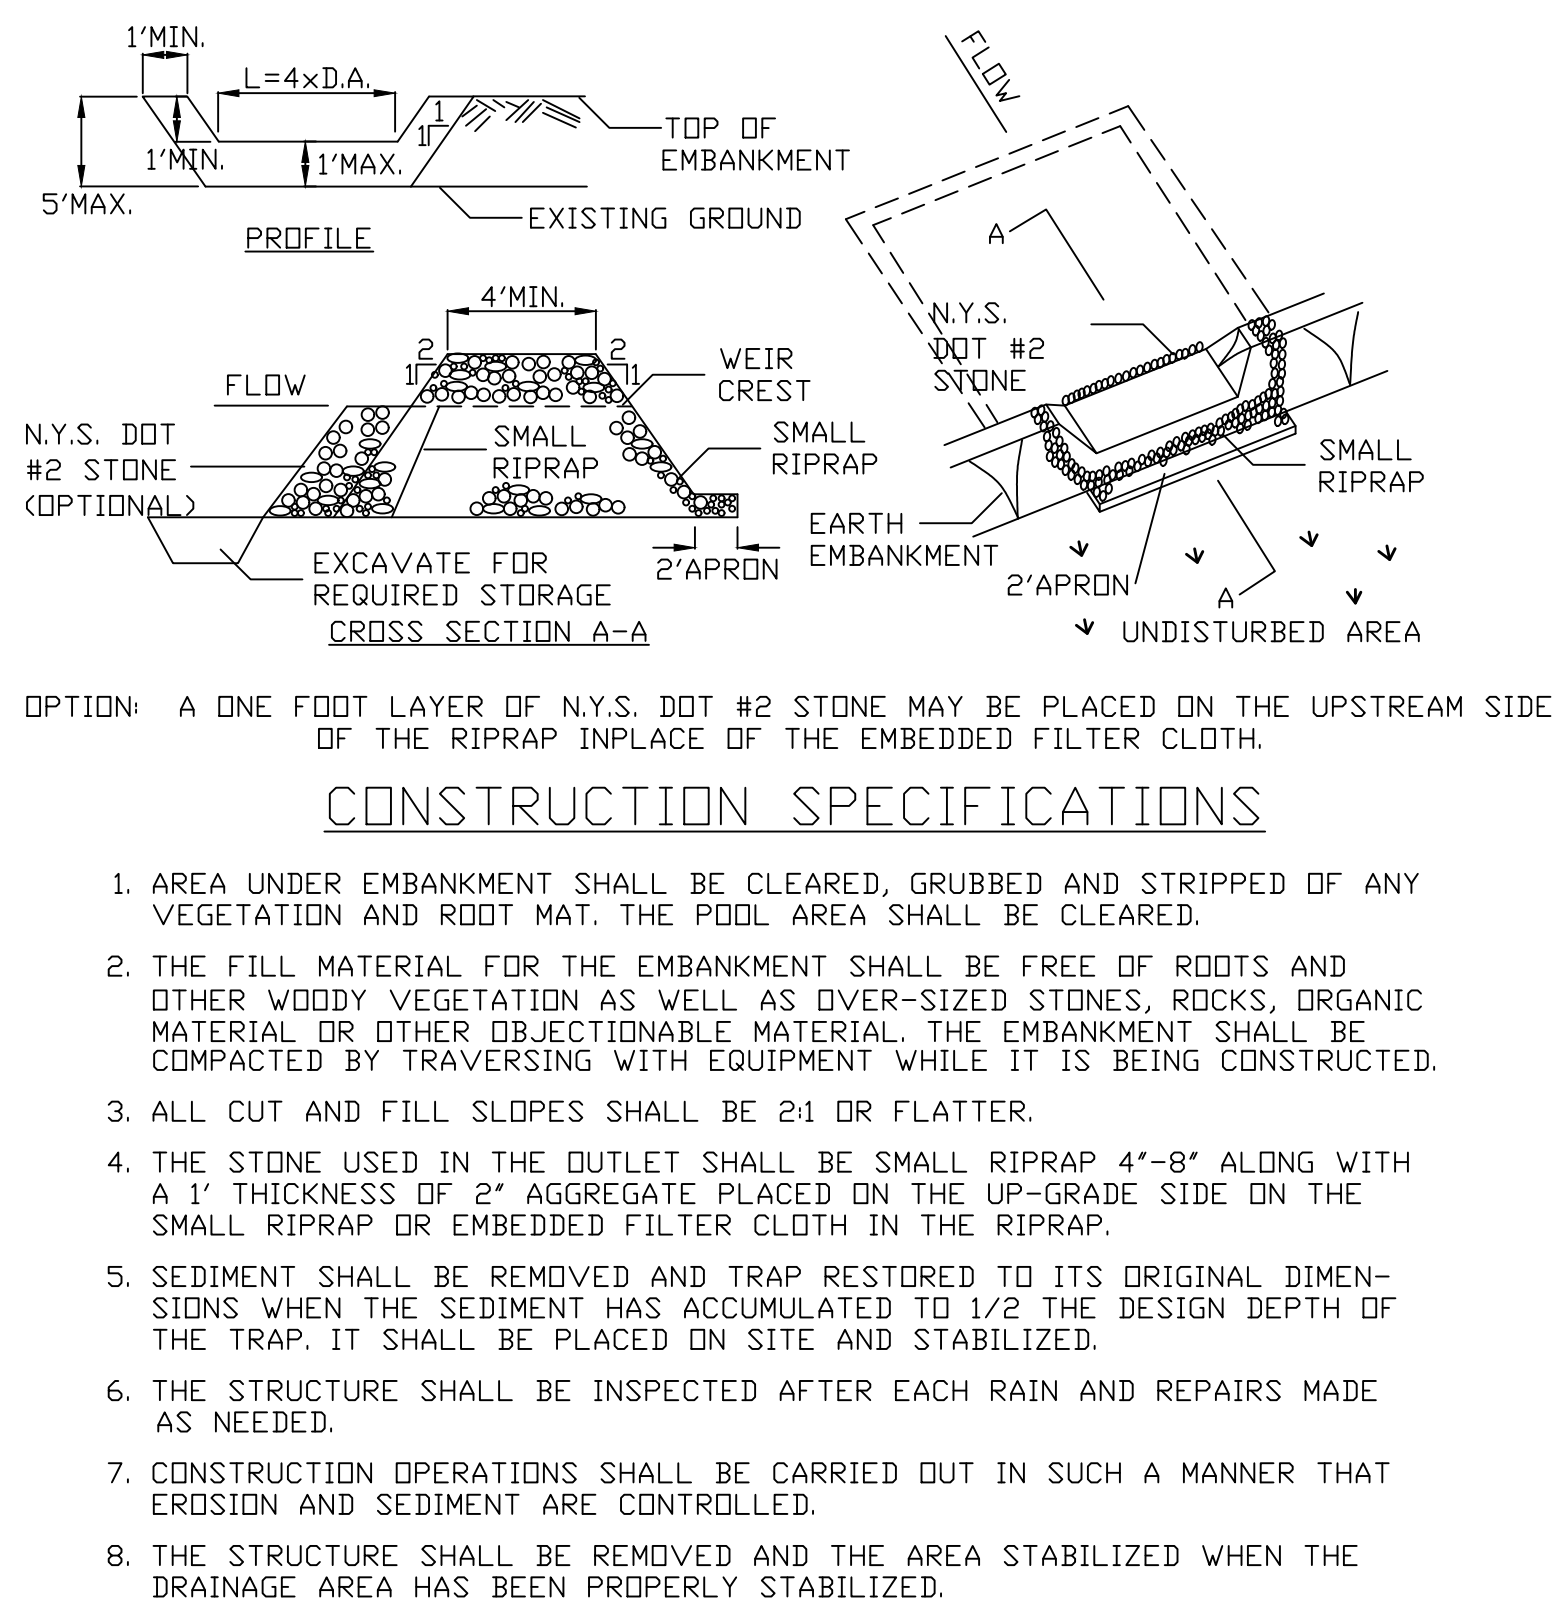 1'MIN.
L=4xD.A.
1
1
1'MIN.
1'MAX.
5'MAX.
TOP OF
EMBANKMENT
EXISTING GROUND
PROFILE
4'MIN.
2
1
2
1
FLOW
WEIR
CREST
N.Y.S. DOT
#2 STONE
(OPTIONAL)
SMALL
RIPRAP
SMALL
RIPRAP
EXCAVATE FOR
REQUIRED STORAGE
2'APRON
CROSS SECTION A-A
FLOW
A
N.Y.S.
DOT #2
STONE
SMALL
RIPRAP
EARTH
EMBANKMENT
2'APRON
A
UNDISTURBED AREA
OPTION: A ONE FOOT LAYER OF N.Y.S. DOT #2 STONE MAY BE PLACED ON THE UPSTREAM SIDE
OF THE RIPRAP INPLACE OF THE EMBEDDED FILTER CLOTH.
CONSTRUCTION SPECIFICATIONS
1. AREA UNDER EMBANKMENT SHALL BE CLEARED, GRUBBED AND STRIPPED OF ANY
VEGETATION AND ROOT MAT. THE POOL AREA SHALL BE CLEARED.
2. THE FILL MATERIAL FOR THE EMBANKMENT SHALL BE FREE OF ROOTS AND
OTHER WOODY VEGETATION AS WELL AS OVER-SIZED STONES, ROCKS, ORGANIC
MATERIAL OR OTHER OBJECTIONABLE MATERIAL. THE EMBANKMENT SHALL BE
COMPACTED BY TRAVERSING WITH EQUIPMENT WHILE IT IS BEING CONSTRUCTED.
3. ALL CUT AND FILL SLOPES SHALL BE 2:1 OR FLATTER.
4. THE STONE USED IN THE OUTLET SHALL BE SMALL RIPRAP 4"-8" ALONG WITH
A 1' THICKNESS OF 2" AGGREGATE PLACED ON THE UP-GRADE SIDE ON THE
SMALL RIPRAP OR EMBEDDED FILTER CLOTH IN THE RIPRAP.
5. SEDIMENT SHALL BE REMOVED AND TRAP RESTORED TO ITS ORIGINAL DIMEN-
SIONS WHEN THE SEDIMENT HAS ACCUMULATED TO 1/2 THE DESIGN DEPTH OF
THE TRAP. IT SHALL BE PLACED ON SITE AND STABILIZED.
6. THE STRUCTURE SHALL BE INSPECTED AFTER EACH RAIN AND REPAIRS MADE
AS NEEDED.
7. CONSTRUCTION OPERATIONS SHALL BE CARRIED OUT IN SUCH A MANNER THAT
EROSION AND SEDIMENT ARE CONTROLLED.
8. THE STRUCTURE SHALL BE REMOVED AND THE AREA STABILIZED WHEN THE
DRAINAGE AREA HAS BEEN PROPERLY STABILIZED.